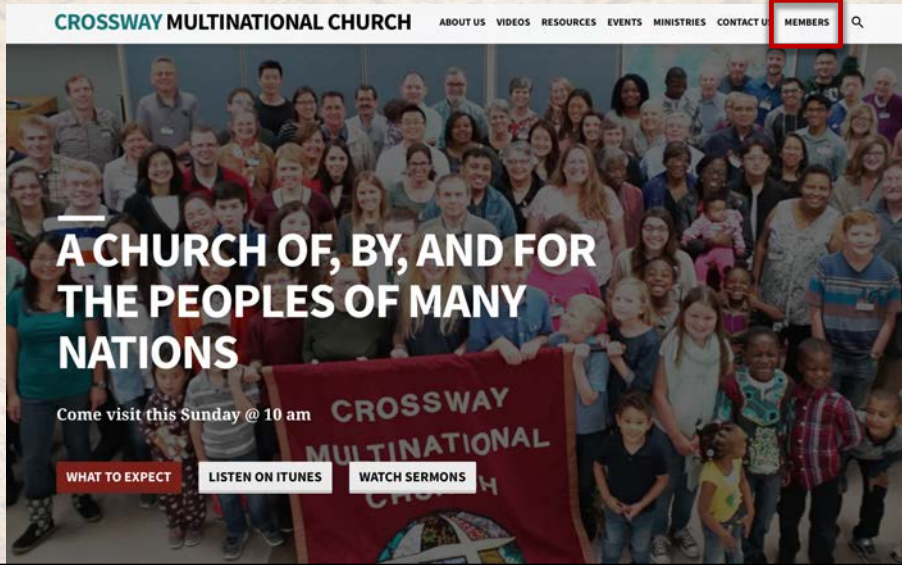 CROSSWAY MULTINATIONAL CHURCH ABOUT US VIDEOS RESOURCES EVENTS MINISTRIES CONTACT US MEMBERS
A CHURCH OF, BY, AND FOR
THE PEOPLES OF MANY
NATIONS
Come visit this Sunday @ 10 am
WHAT TO EXPECT LISTEN ON ITUNES WATCH SERMONS
CROSSWAY
MULTINATIONAL
CHURCH